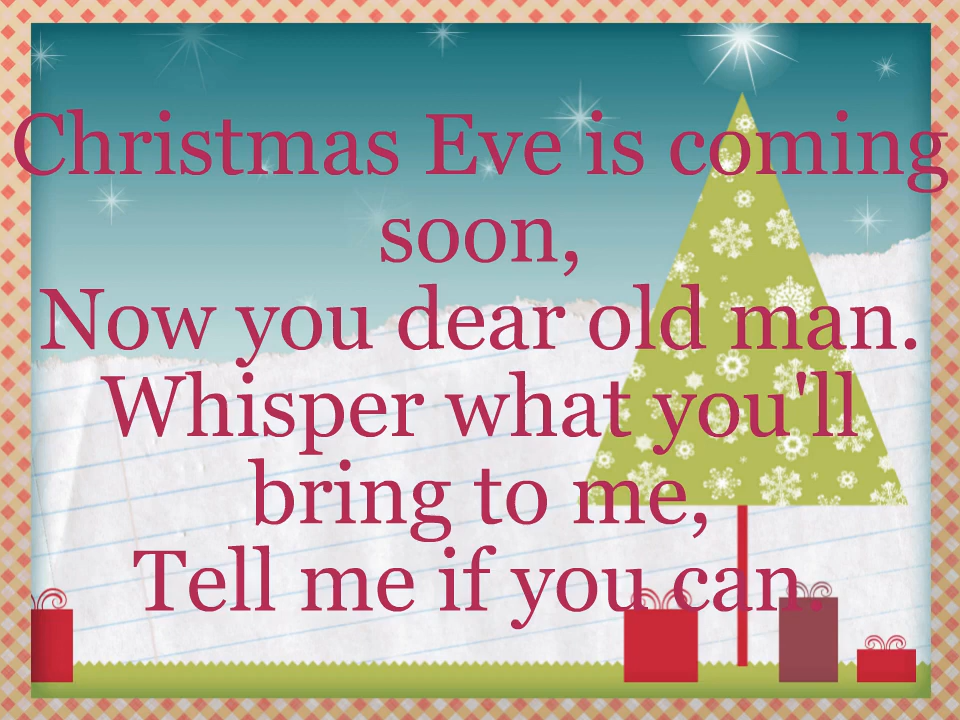 Christmas Eve is coming
soon,
Now you dear old man.
Whisper what you'll
bring to me,
Tell me if you can.